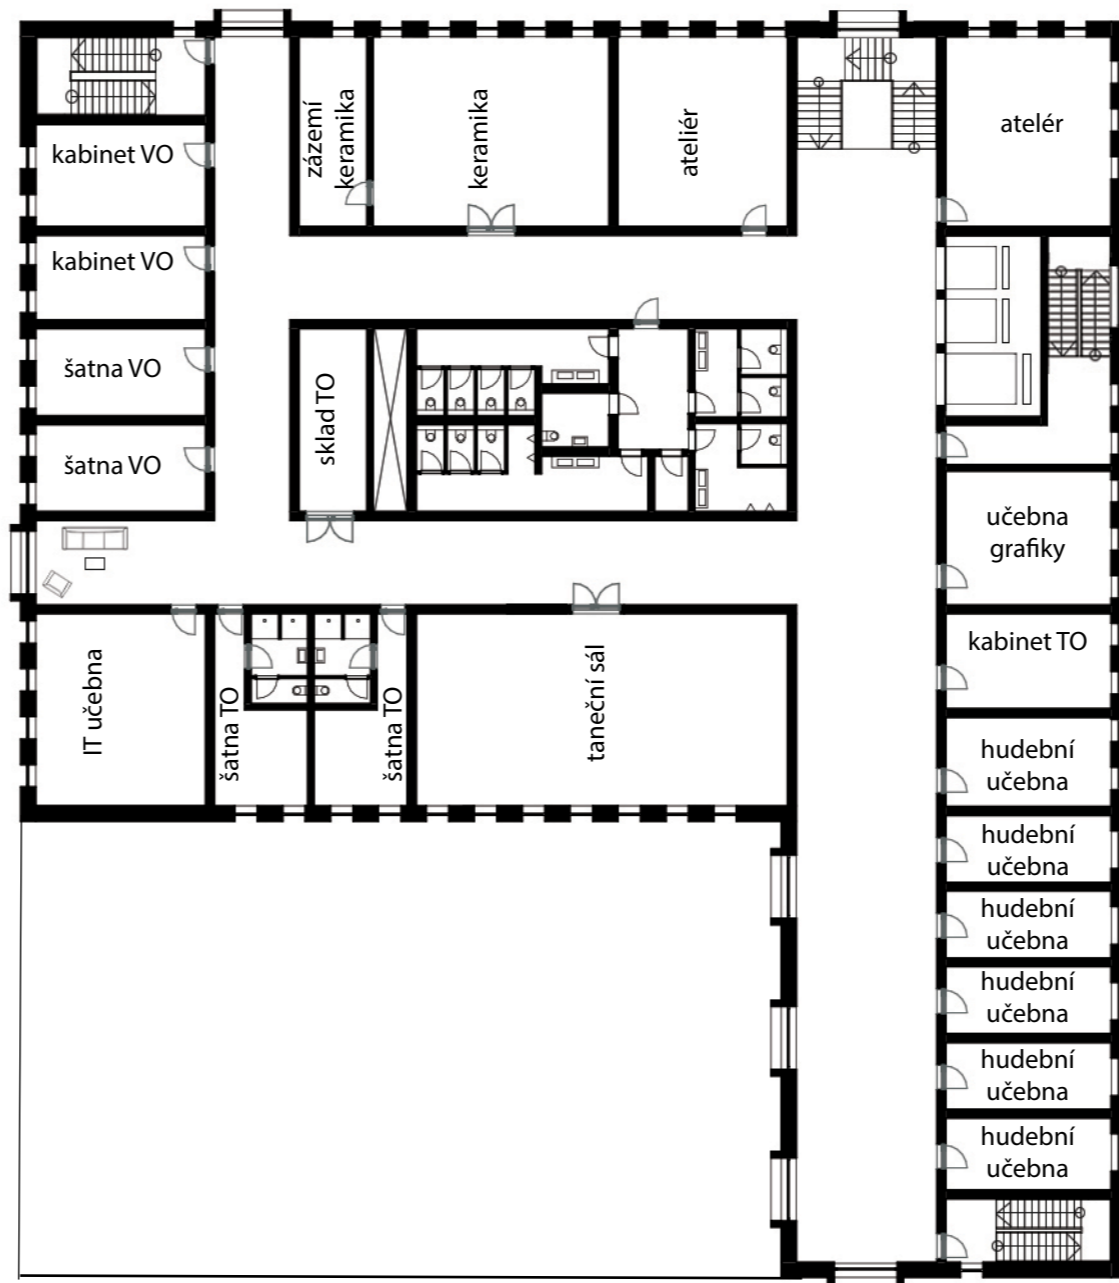 zázemí
keramika
keramika
ateliér
atelér
kabinet VO
kabinet VO
šatna VO
šatna VO
sklad TO
učebna
grafiky
kabinet TO
IT učebna
šatna TO
šatna TO
taneční sál
hudební
učebna
hudební
učebna
hudební
učebna
hudební
učebna
hudební
učebna
hudební
učebna